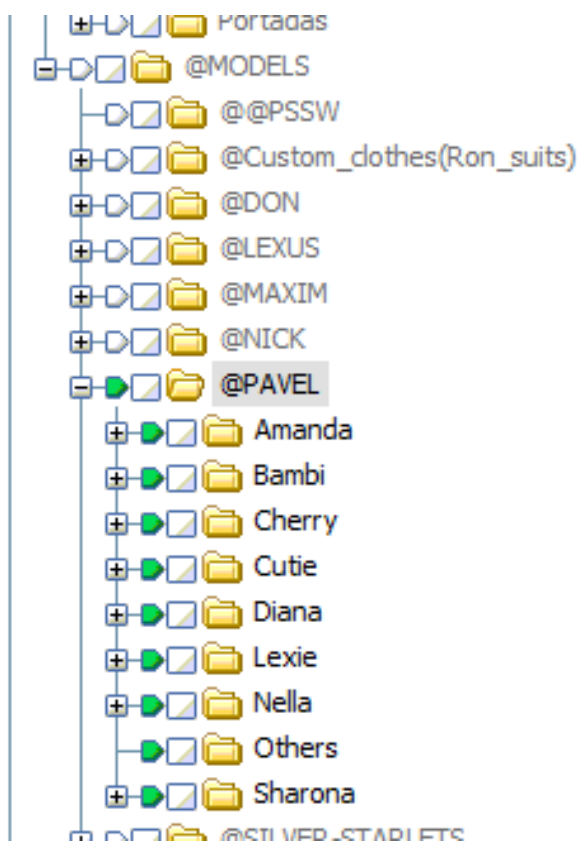 Portadas
@MODELS
@@PSSW
@Custom_clothes(Ron_suits)
@DON
@LEXUS
@MAXIM
@NICK
@PAVEL
Amanda
Bambi
Cherry
Cutie
Diana
Lexie
Nella
Others
Sharona
@SILVER-STARLETS